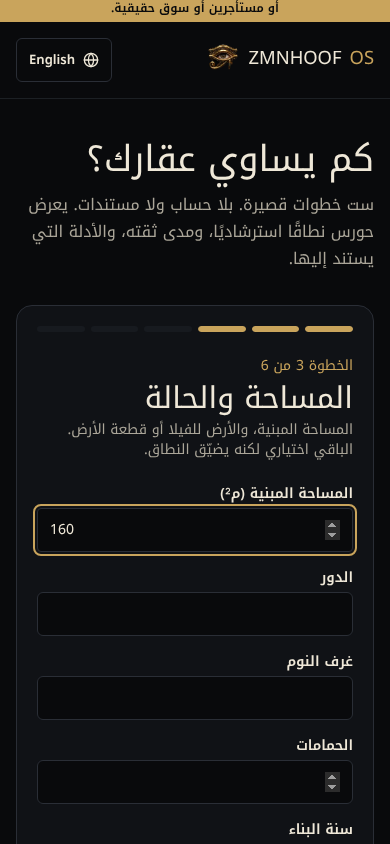 أو مستأجرين أو سوق حقيقية.
ZMNHOOF OS
English
كم يساوي عقارك؟
ست خطوات قصيرة. بلا حساب ولا مستندات. يعرض
حورس نطاقًا استرشاديًا، ومدى ثقته، والأدلة التي
يستند إليها.
الخطوة 3 من 6
المساحة والحالة
المساحة المبنية، والأرض للفيلا أو قطعة الأرض.
الباقي اختياري لكنه يضيّق النطاق.
المساحة المبنية (م²)
160
الدور
غرف النوم
الحمامات
سنة البناء